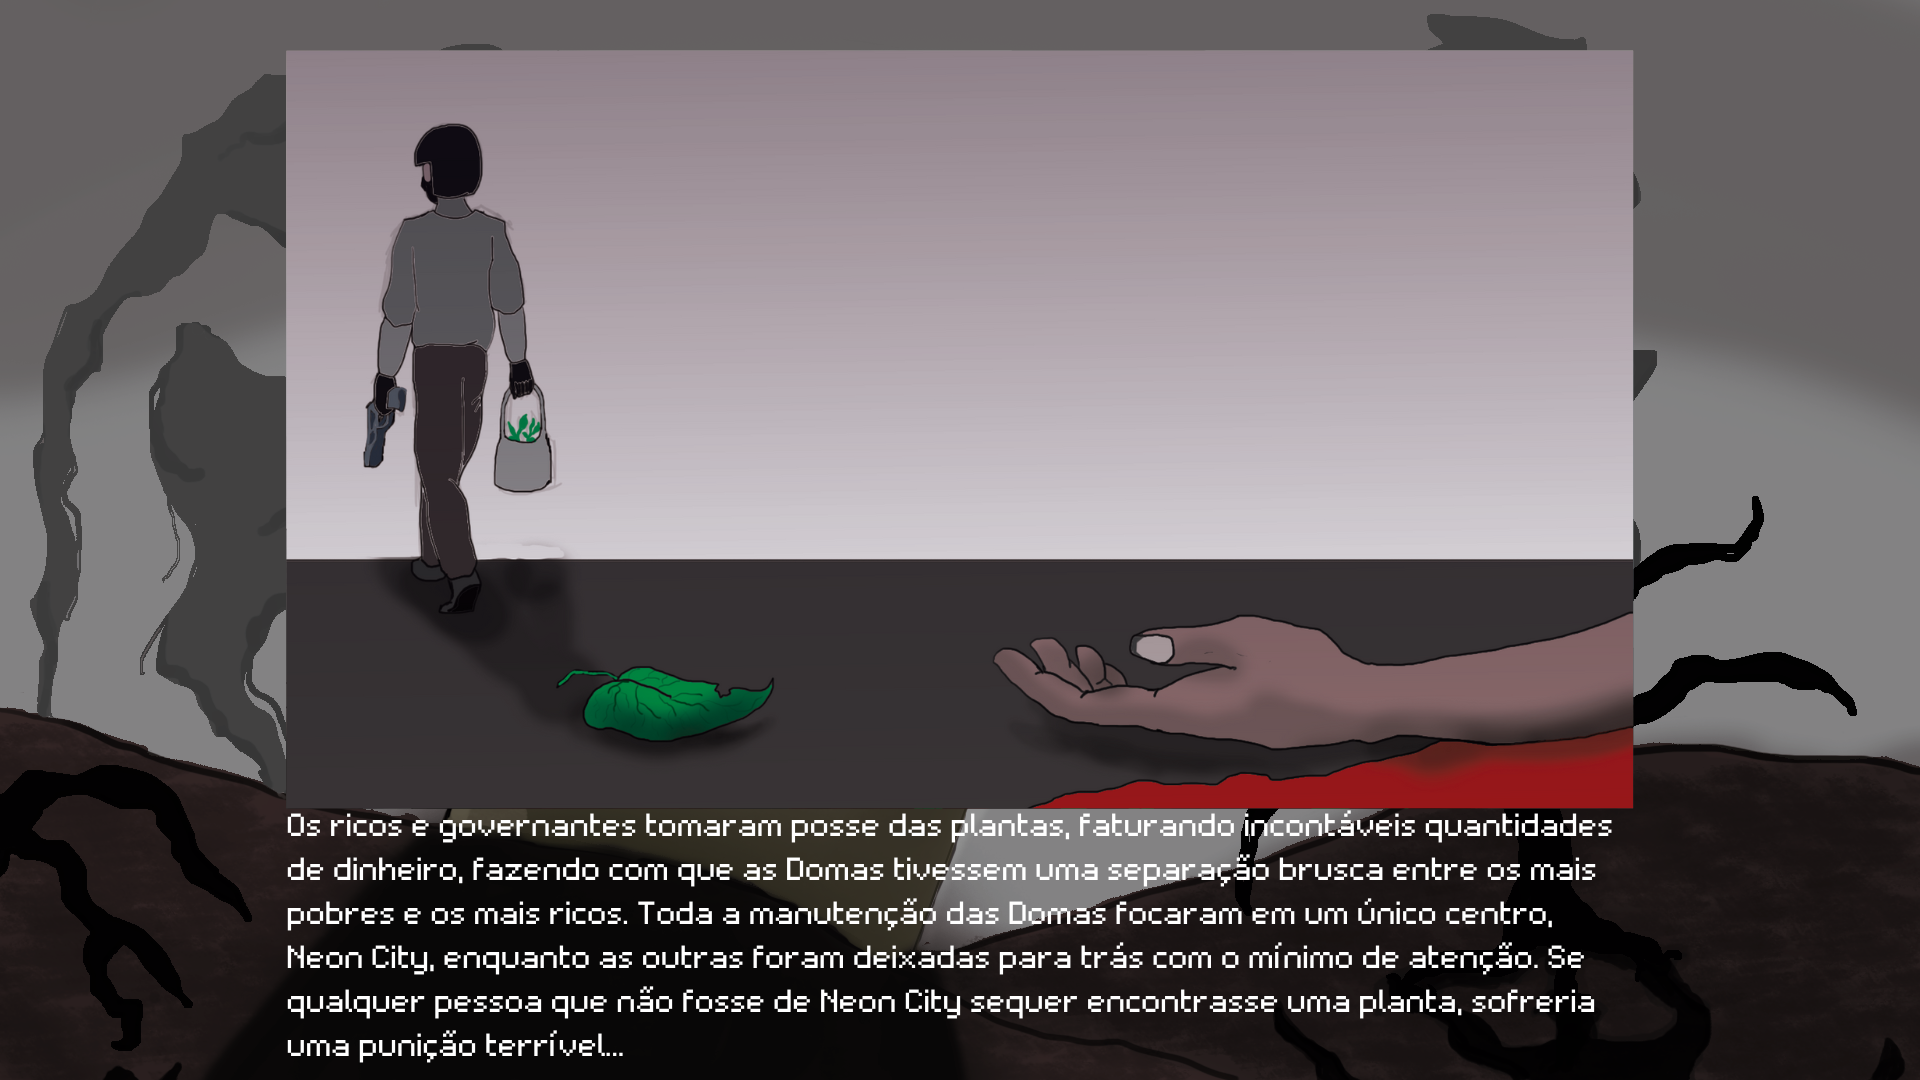 Os ricos e governantes tomaram posse das plantas, faturando incontáveis quantidades
de dinheiro, fazendo com que as Domas tivessem uma separação brusca entre os mais
pobres e os mais ricos. Toda a manutenção das Domas focaram em um único centro,
Neon City, enquanto as outras foram deixadas para trás com o mínimo de atenção. Se
qualquer pessoa que não fosse de Neon City sequer encontrasse uma planta, sofreria
uma punição terrível...